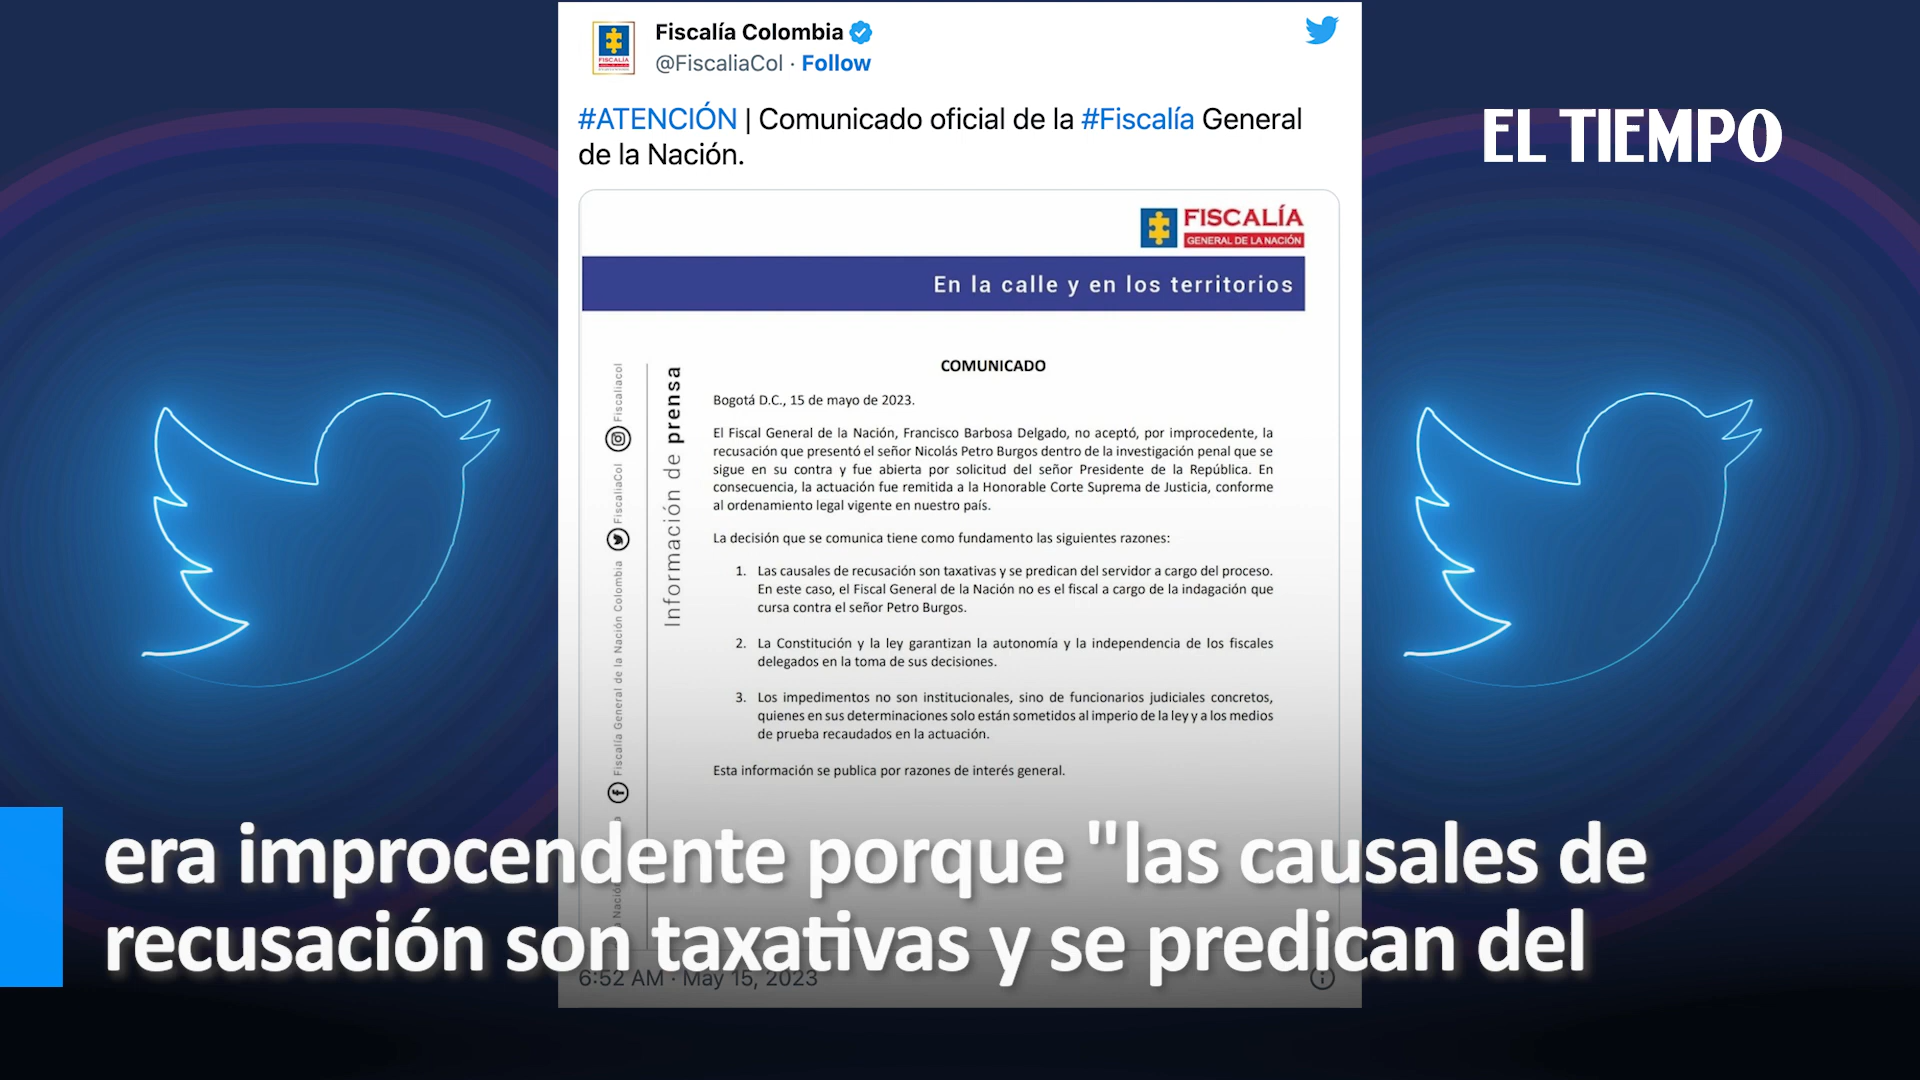 Fiscalía Colombia
@FiscaliaCol · Follow
#ATENCIÓN | Comunicado oficial de la #Fiscalía General
de la Nación.
EL TIEMPO
FISCALÍA
GENERAL DE LA NACIÓN
En la calle y en los territorios
COMUNICADO
Bogotá D.C., 15 de mayo de 2023.
El Fiscal General de la Nación, Francisco Barbosa Delgado, no aceptó, por improcedente, la
recusación que presentó el señor Nicolás Petro Burgos dentro de la investigación penal que se
sigue en su contra y fue abierta por solicitud del señor Presidente de la República. En
consecuencia, la actuación fue remitida a la Honorable Corte Suprema de Justicia, conforme
al ordenamiento legal vigente en nuestro país.
La decisión que se comunica tiene como fundamento las siguientes razones:
1. Las causales de recusación son taxativas y se predican del servidor a cargo del proceso.
En este caso, el Fiscal General de la Nación no es el fiscal a cargo de la indagación que
cursa contra el señor Petro Burgos.
2. La Constitución y la ley garantizan la autonomía y la independencia de los fiscales
delegados en la toma de sus decisiones.
3. Los impedimentos no son institucionales, sino de funcionarios judiciales concretos,
quienes en sus determinaciones solo están sometidos al imperio de la ley y a los medios
de prueba recaudados en la actuación.
Esta información se publica por razones de interés general.
Información de prensa
Fiscalía General de la Nación Colombia FiscaliaCol Fiscaliacol
era improcendente porque "las causales de
recusación son taxativas y se predican del
6:52 AM · May 15, 2023